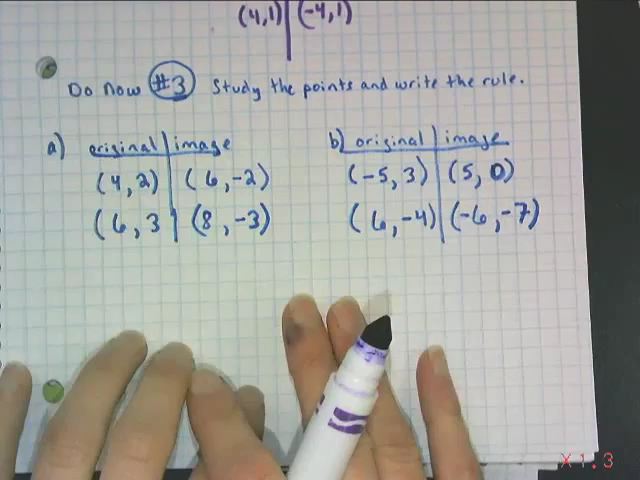 (4,1) (-4,1)
Do Now #3 Study the points and write the rule.
a) original image b) original image
(4, 2) (6, -2) (-5, 3) (5, 0)
(6, 3 (8, -3) (6, -4) (-6, -7)
X1.3